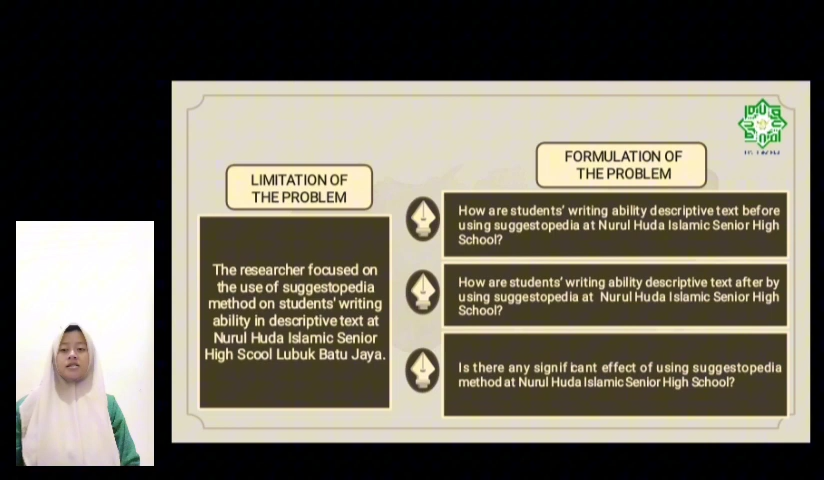 LIMITATION OF
THE PROBLEM
The researcher focused on
the use of suggestopedia
method on students' writing
ability in descriptive text at
Nurul Huda Islamic Senior
High Scool Lubuk Batu Jaya.
FORMULATION OF
THE PROBLEM
How are students' writing ability descriptive text before
using suggestopedia at Nurul Huda Islamic Senior High
School?
How are students' writing ability descriptive text after by
using suggestopedia at Nurul Huda Islamic Senior High
School?
Is there any significant effect of using suggestopedia
method at Nurul Huda Islamic Senior High School?